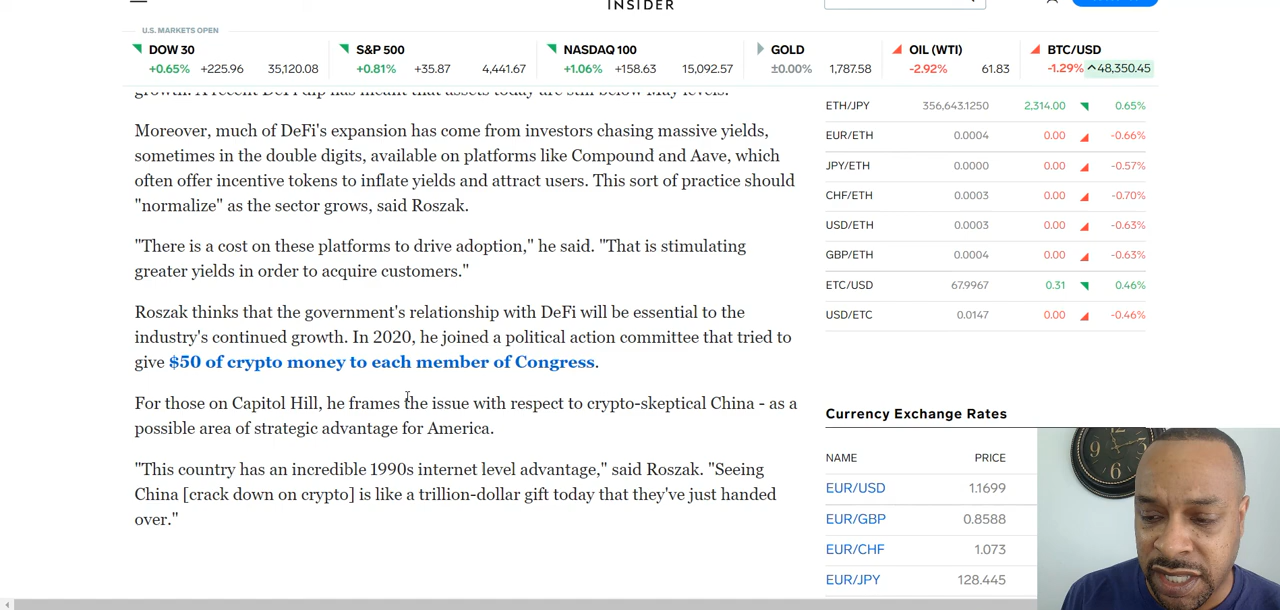 INSIDER
U.S. MARKETS OPEN
DOW 30
+0.65% +225.96 35,120.08
S&P 500
+0.81% +35.87 4,441.67
NASDAQ 100
+1.06% +158.63 15,092.57
GOLD
±0.00% 1,787.58
OIL (WTI)
-2.92% 61.83
BTC/USD
-1.29% 48,350.45
growth. A recent DeFi dip has meant that assets today are still below May levels.
Moreover, much of DeFi's expansion has come from investors chasing massive yields,
sometimes in the double digits, available on platforms like Compound and Aave, which
often offer incentive tokens to inflate yields and attract users. This sort of practice should
"normalize" as the sector grows, said Roszak.
"There is a cost on these platforms to drive adoption," he said. "That is stimulating
greater yields in order to acquire customers."
Roszak thinks that the government's relationship with DeFi will be essential to the
industry's continued growth. In 2020, he joined a political action committee that tried to
give $50 of crypto money to each member of Congress.
For those on Capitol Hill, he frames the issue with respect to crypto-skeptical China - as a
possible area of strategic advantage for America.
"This country has an incredible 1990s internet level advantage," said Roszak. "Seeing
China [crack down on crypto] is like a trillion-dollar gift today that they've just handed
over."
ETH/JPY 356,643.1250 2,314.00 0.65%
EUR/ETH 0.0004 0.00 -0.66%
JPY/ETH 0.0000 0.00 -0.57%
CHF/ETH 0.0003 0.00 -0.70%
USD/ETH 0.0003 0.00 -0.63%
GBP/ETH 0.0004 0.00 -0.63%
ETC/USD 67.9967 0.31 0.46%
USD/ETC 0.0147 0.00 -0.46%
Currency Exchange Rates
NAME PRICE
EUR/USD 1.1699
EUR/GBP 0.8588
EUR/CHF 1.073
EUR/JPY 128.445